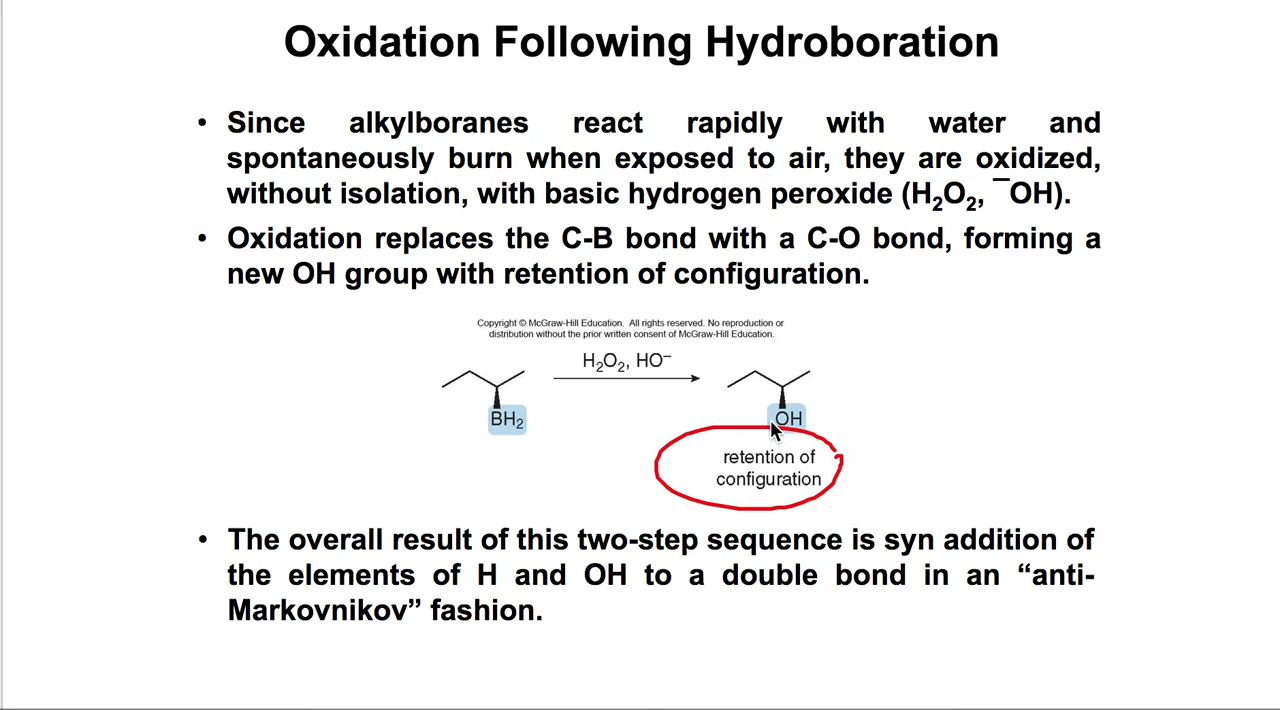 Oxidation Following Hydroboration
• Since alkylboranes react rapidly with water and
spontaneously burn when exposed to air, they are oxidized,
without isolation, with basic hydrogen peroxide (H₂O₂, ¯OH).
• Oxidation replaces the C-B bond with a C-O bond, forming a
new OH group with retention of configuration.
Copyright © McGraw-Hill Education. All rights reserved. No reproduction or
distribution without the prior written consent of McGraw-Hill Education.
H₂O₂, HO⁻
BH₂
OH
retention of
configuration
• The overall result of this two-step sequence is syn addition of
the elements of H and OH to a double bond in an “anti-
Markovnikov” fashion.